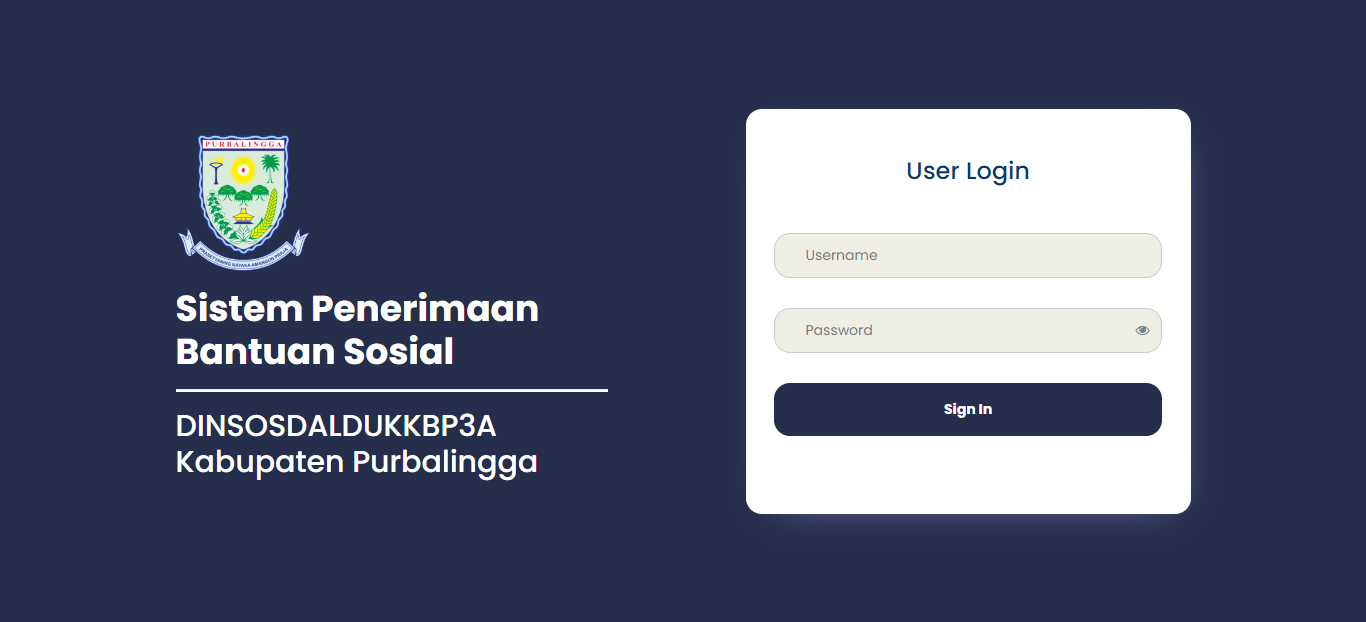 PURBALINGGA
PRASETYANING NAYAKA AMANGUN PRAJA
Sistem Penerimaan
Bantuan Sosial
DINSOSDALDUKKBP3A
Kabupaten Purbalingga
User Login
Username
Password
Sign In